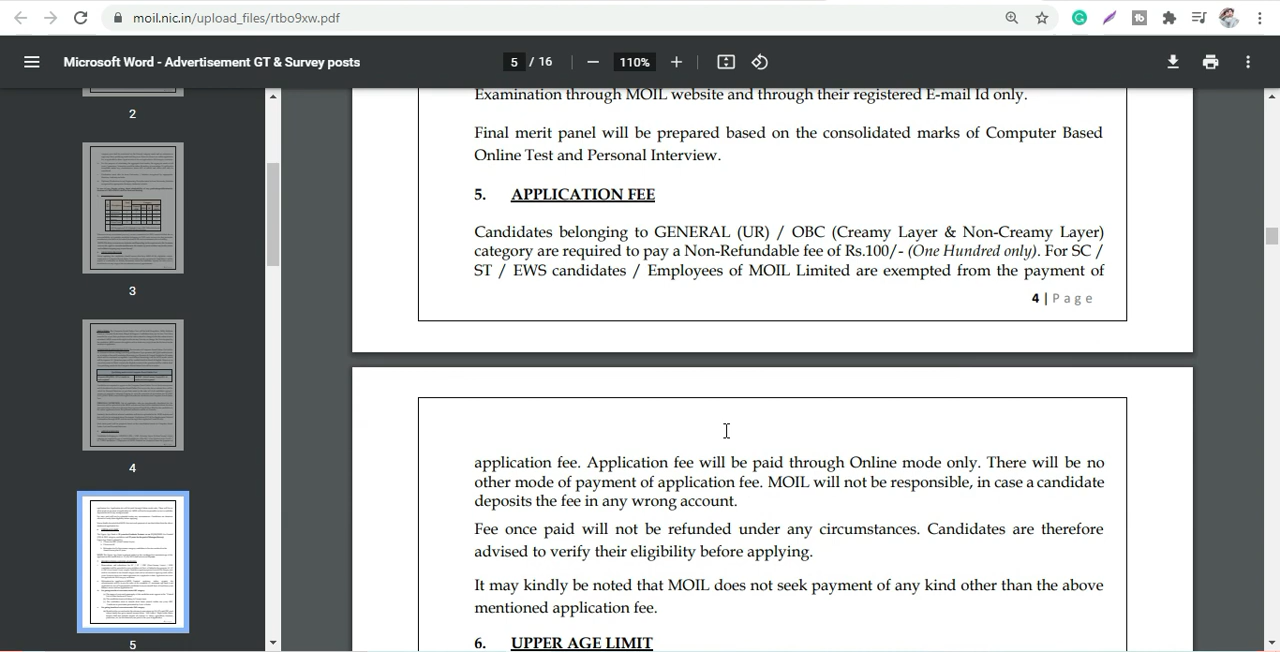 moil.nic.in/upload_files/rtbo9xw.pdf
Microsoft Word - Advertisement GT & Survey posts
5 / 16
110%
2
3
4
5
Examination through MOIL website and through their registered E-mail Id only.
Final merit panel will be prepared based on the consolidated marks of Computer Based
Online Test and Personal Interview.
5. APPLICATION FEE
Candidates belonging to GENERAL (UR) / OBC (Creamy Layer & Non-Creamy Layer)
category are required to pay a Non-Refundable fee of Rs.100/- (One Hundred only). For SC /
ST / EWS candidates / Employees of MOIL Limited are exempted from the payment of
4 | Page
application fee. Application fee will be paid through Online mode only. There will be no
other mode of payment of application fee. MOIL will not be responsible, in case a candidate
deposits the fee in any wrong account.
Fee once paid will not be refunded under any circumstances. Candidates are therefore
advised to verify their eligibility before applying.
It may kindly be noted that MOIL does not seek payment of any kind other than the above
mentioned application fee.
6. UPPER AGE LIMIT